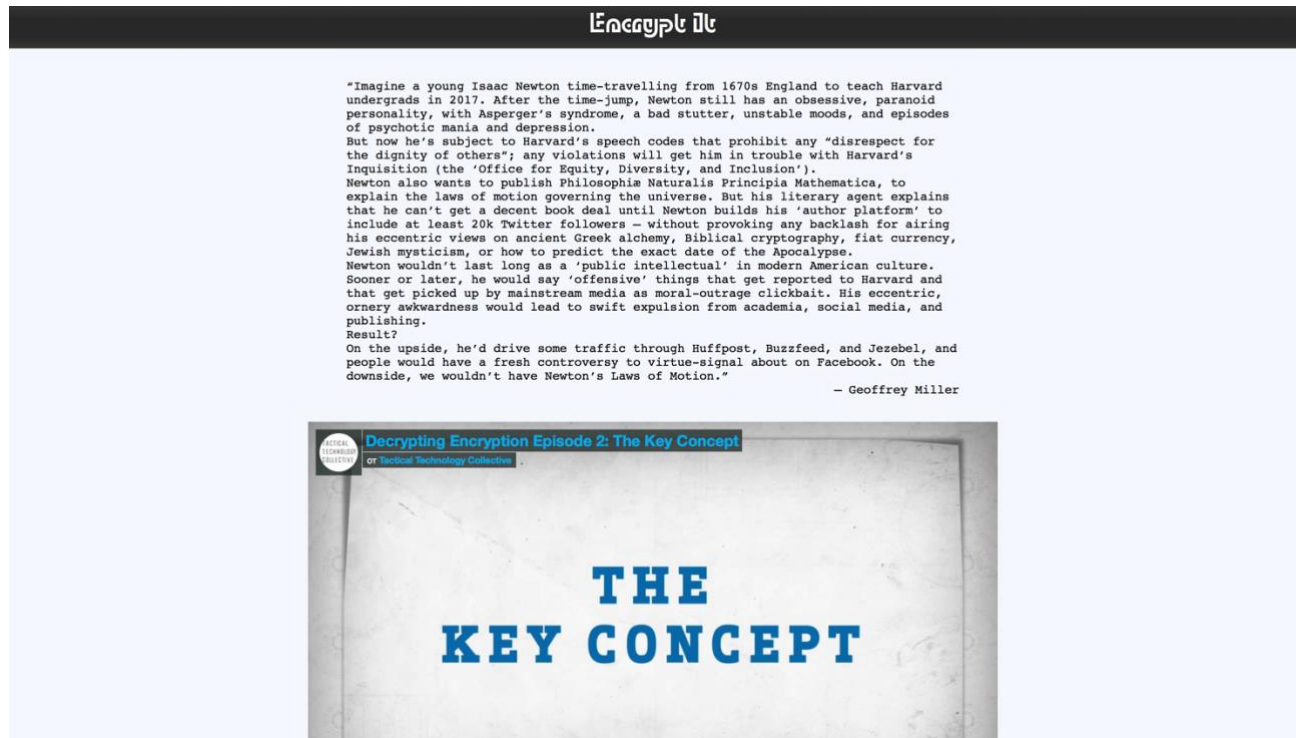 Encrypt It
“Imagine a young Isaac Newton time-travelling from 1670s England to teach Harvard
undergrads in 2017. After the time-jump, Newton still has an obsessive, paranoid
personality, with Asperger’s syndrome, a bad stutter, unstable moods, and episodes
of psychotic mania and depression.
But now he’s subject to Harvard’s speech codes that prohibit any “disrespect for
the dignity of others”; any violations will get him in trouble with Harvard’s
Inquisition (the ‘Office for Equity, Diversity, and Inclusion’).
Newton also wants to publish Philosophiæ Naturalis Principia Mathematica, to
explain the laws of motion governing the universe. But his literary agent explains
that he can’t get a decent book deal until Newton builds his ‘author platform’ to
include at least 20k Twitter followers — without provoking any backlash for airing
his eccentric views on ancient Greek alchemy, Biblical cryptography, fiat currency,
Jewish mysticism, or how to predict the exact date of the Apocalypse.
Newton wouldn’t last long as a ‘public intellectual’ in modern American culture.
Sooner or later, he would say ‘offensive’ things that get reported to Harvard and
that get picked up by mainstream media as moral-outrage clickbait. His eccentric,
ornery awkwardness would lead to swift expulsion from academia, social media, and
publishing.
Result?
On the upside, he’d drive some traffic through Huffpost, Buzzfeed, and Jezebel, and
people would have a fresh controversy to virtue-signal about on Facebook. On the
downside, we wouldn’t have Newton’s Laws of Motion.”
— Geoffrey Miller
TACTICAL
TECHNOLOGY
COLLECTIVE
Decrypting Encryption Episode 2: The Key Concept
от Tactical Technology Collective
THE
KEY CONCEPT